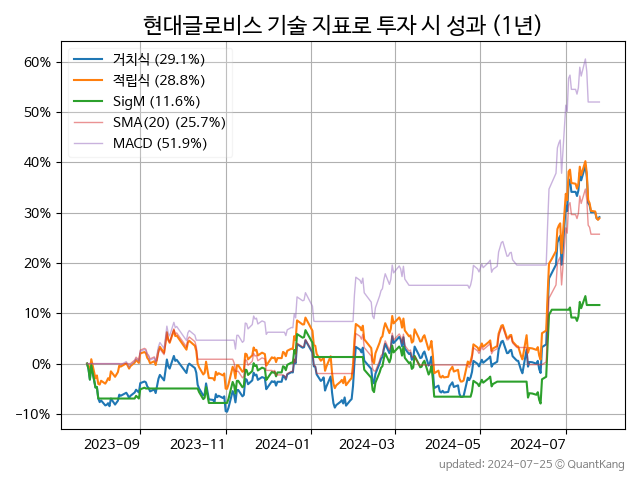 현대글로비스 기술 지표로 투자 시 성과 (1년)
거치식 (29.1%)
적립식 (28.8%)
SigM (11.6%)
SMA(20) (25.7%)
MACD (51.9%)
60%
50%
40%
30%
20%
10%
0%
−10%
2023-09 2023-11 2024-01 2024-03 2024-05 2024-07
updated: 2024-07-25 © QuantKang